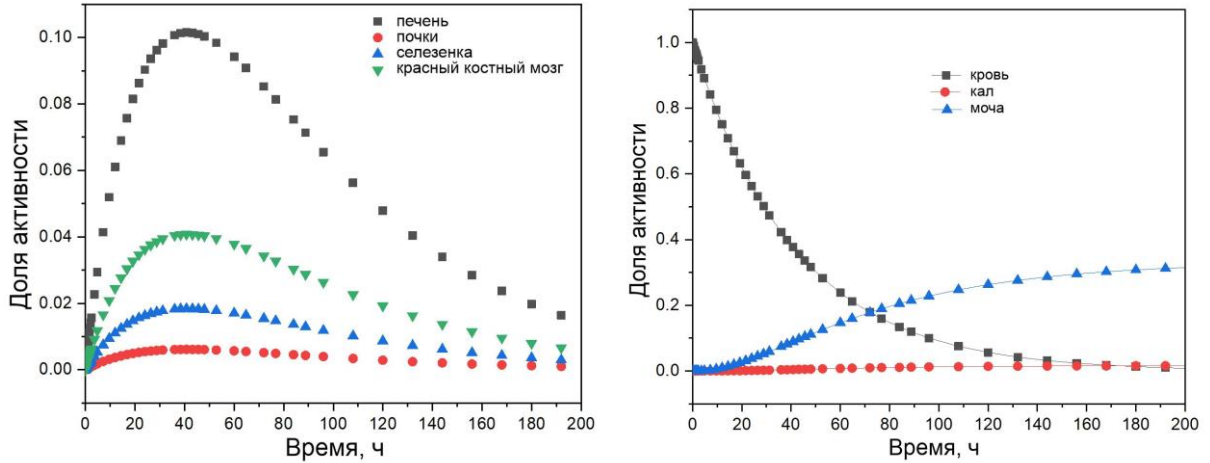 печень
почки
селезенка
красный костный мозг
Доля активности
0.10
0.08
0.06
0.04
0.02
0.00
0 20 40 60 80 100 120 140 160 180 200
Время, ч
кровь
кал
моча
Доля активности
1.0
0.8
0.6
0.4
0.2
0.0
0 20 40 60 80 100 120 140 160 180 200
Время, ч